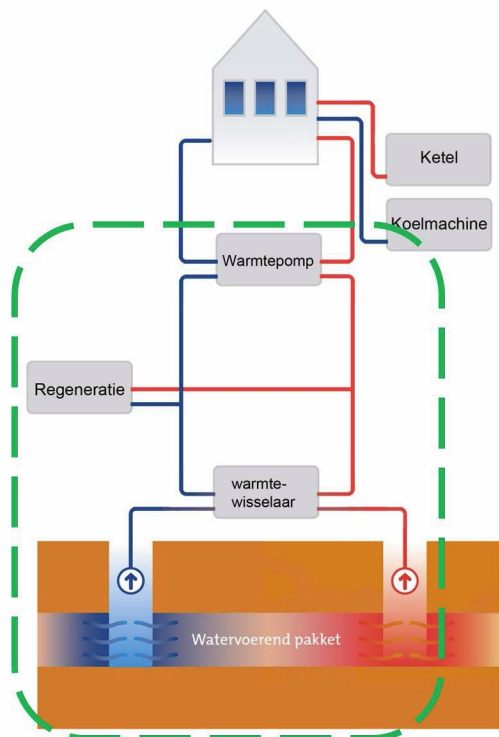 Ketel
Koelmachine
Warmtepomp
Regeneratie
warmte-
wisselaar
Watervoerend pakket